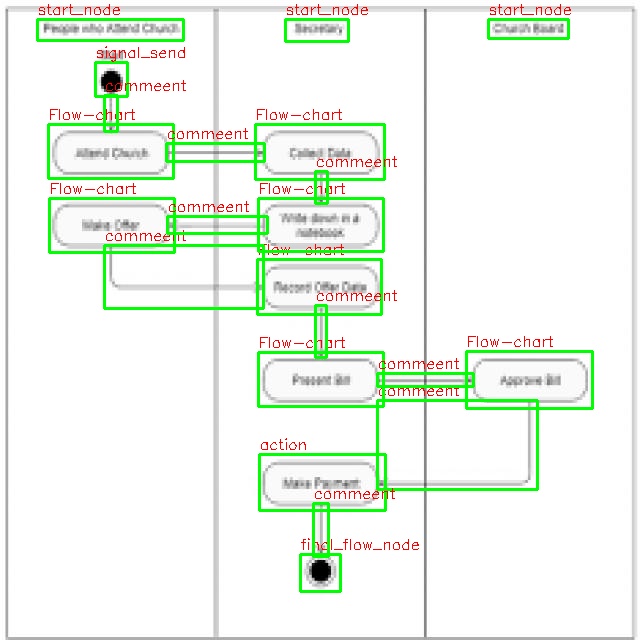 start_node start_node start_node
People who Attend Church Secretary Church Board
signal_send
commeent
Flow-chart commeent Flow-chart
Attend Church Collect Data
commeent
Flow-chart commeent Flow-chart
Make Offer Write down in a
notebook
commeent Flow-chart
Record Offer Data
commeent
Flow-chart commeent Flow-chart
Present Bill Approve Bill
commeent
action
Make Payment
commeent
final_flow_node